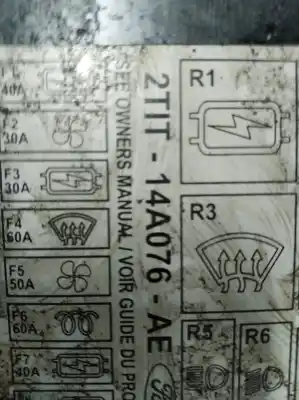 40A
F2
30A
F3
30A
F4
60A
F5
50A
F6
60A
F7
40A
SEE OWNERS MANUAL / VOIR GUIDE DU PRO
2T1T - 14A076 - AE
R1
R3
R5
R6